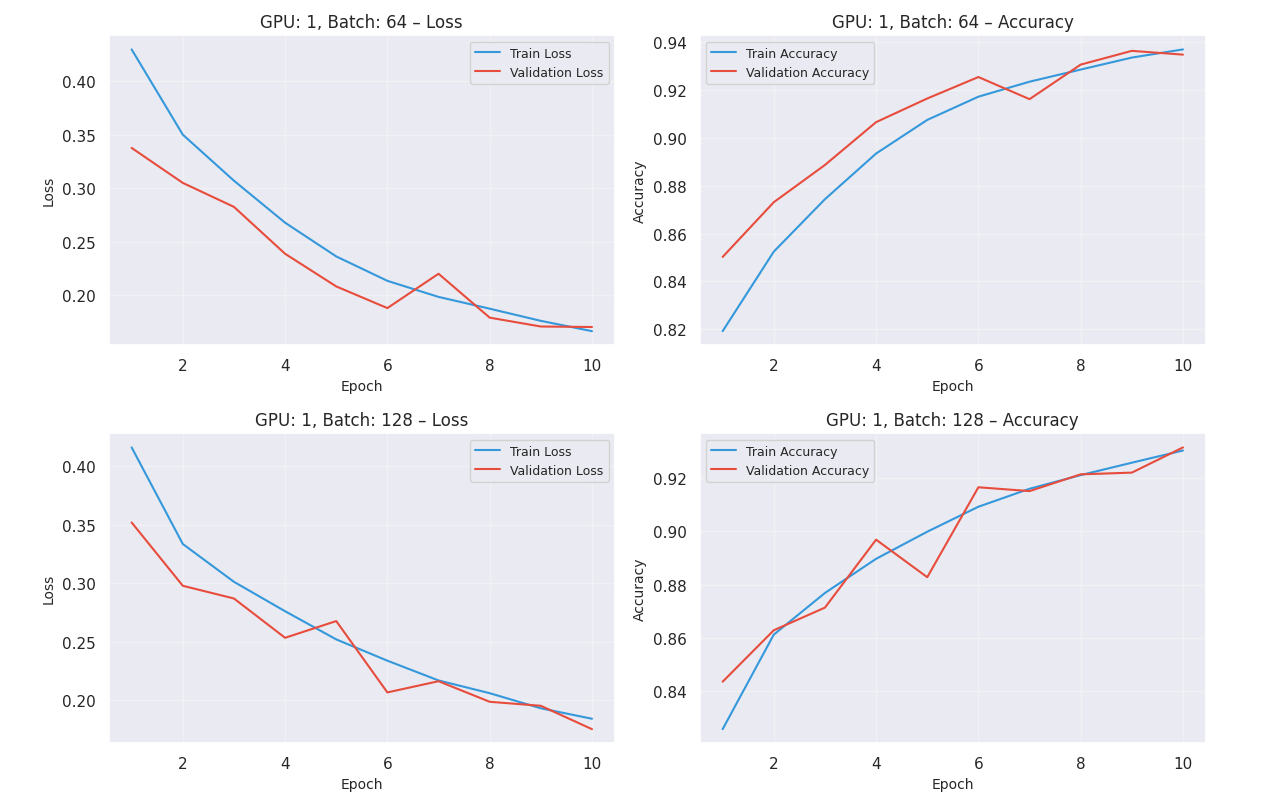 GPU: 1, Batch: 64 – Loss
Train Loss
Validation Loss
0.40
0.35
0.30
0.25
0.20
Loss
2 4 6 8 10
Epoch
GPU: 1, Batch: 64 – Accuracy
Train Accuracy
Validation Accuracy
0.94
0.92
0.90
0.88
0.86
0.84
0.82
Accuracy
2 4 6 8 10
Epoch
GPU: 1, Batch: 128 – Loss
Train Loss
Validation Loss
0.40
0.35
0.30
0.25
0.20
Loss
2 4 6 8 10
Epoch
GPU: 1, Batch: 128 – Accuracy
Train Accuracy
Validation Accuracy
0.92
0.90
0.88
0.86
0.84
Accuracy
2 4 6 8 10
Epoch